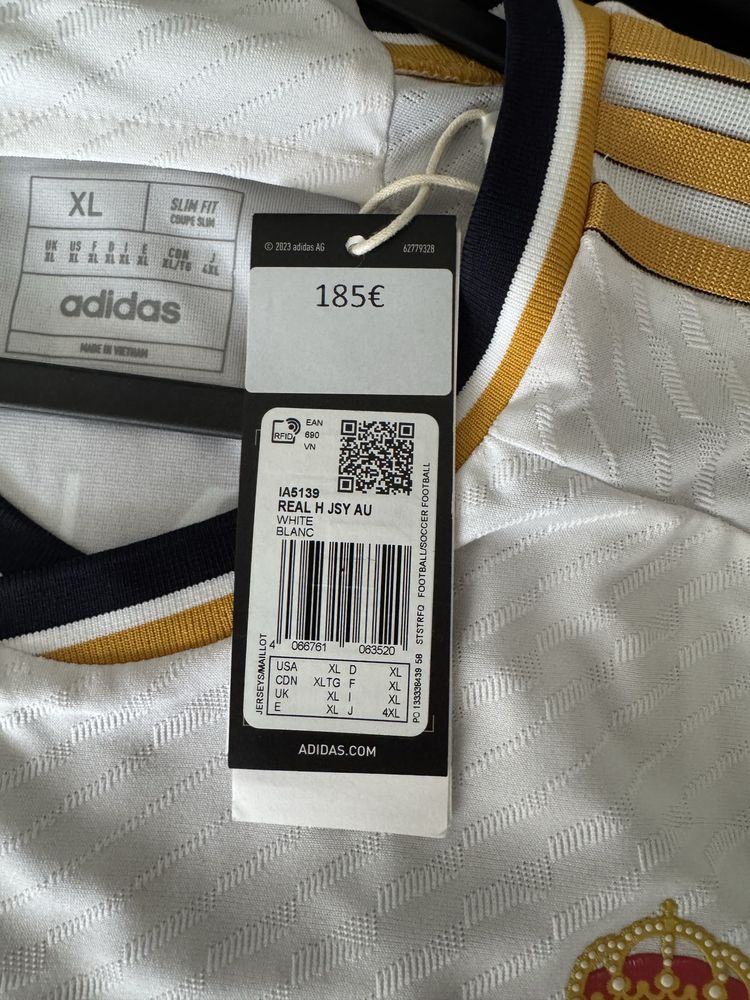 XL
SLIM FIT
COUPE SLIM
UK US F D I E CDN J
XL XL XL XL XL XL XL/TG 4XL
adidas
MADE IN VIETNAM
© 2023 adidas AG 62779328
185€
RFID
EAN
690
VN
IA5139
REAL H JSY AU
WHITE
BLANC
4 066761 063520
USA XL D XL
CDN XLTG F XL
UK XL I XL
E XL J 4XL
JERSEYS/MAILLOT
PO 133338439 58 STSTRFQ FOOTBALL/SOCCER FOOTBALL
ADIDAS.COM